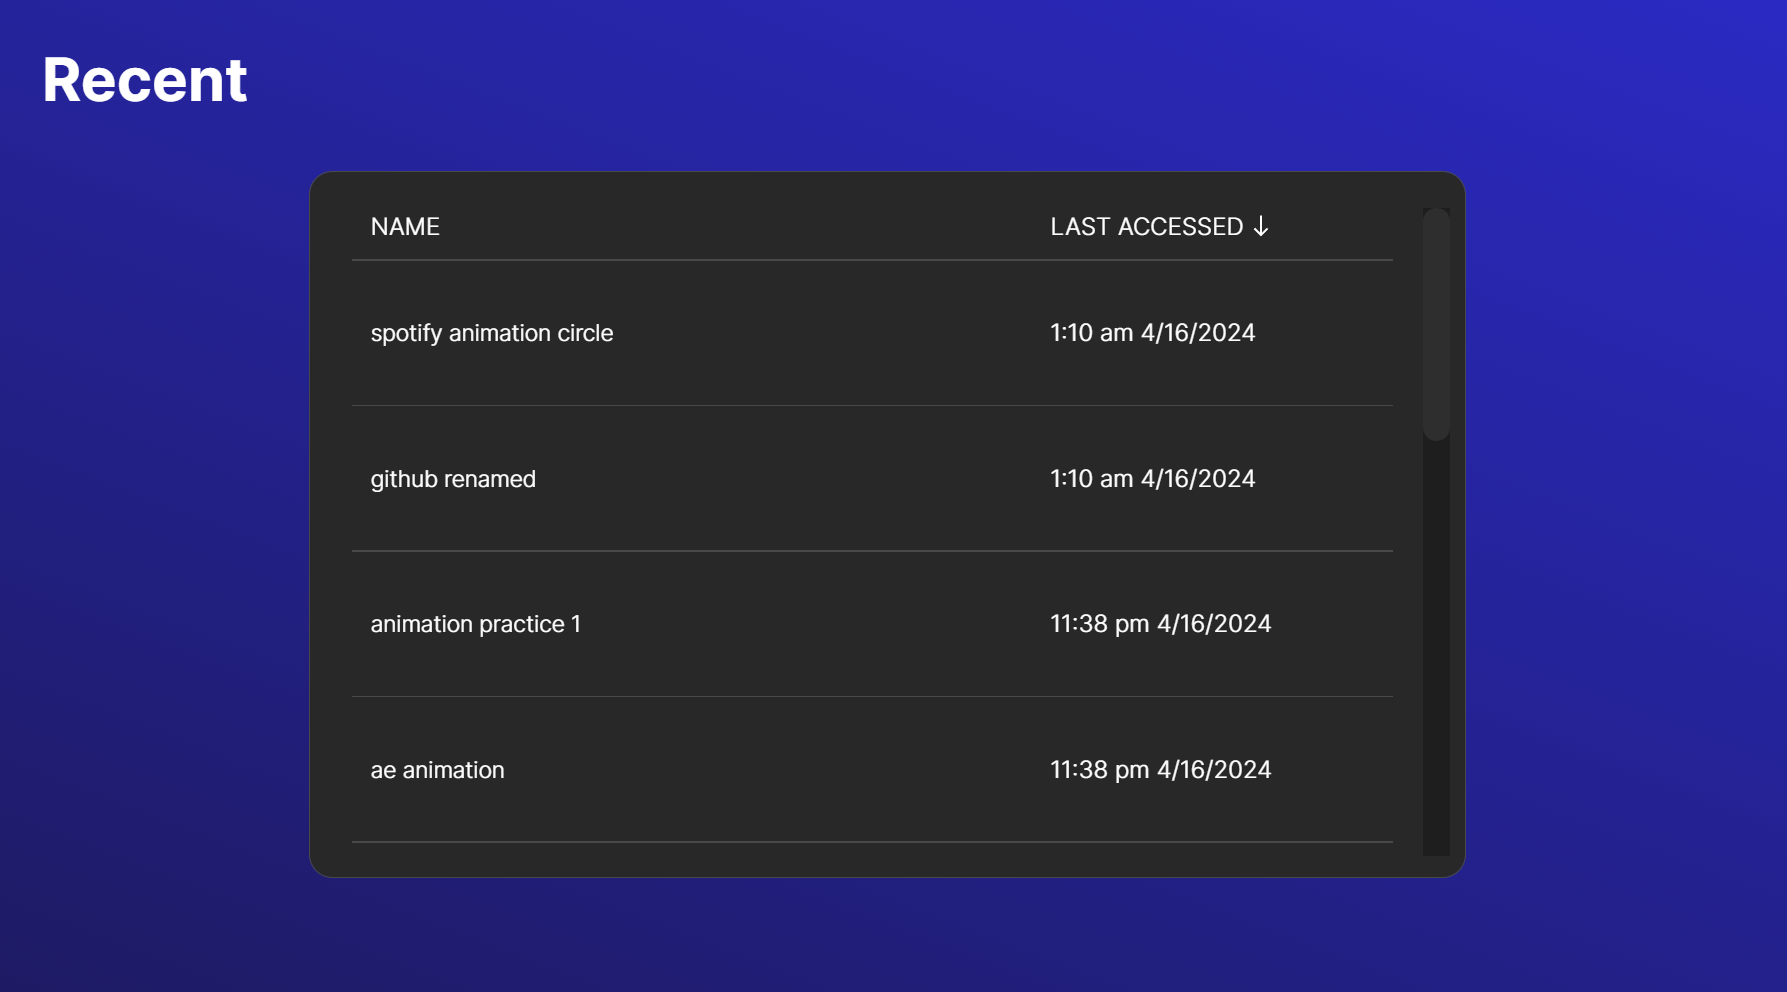 Recent
NAME LAST ACCESSED ↓
spotify animation circle 1:10 am 4/16/2024
github renamed 1:10 am 4/16/2024
animation practice 1 11:38 pm 4/16/2024
ae animation 11:38 pm 4/16/2024